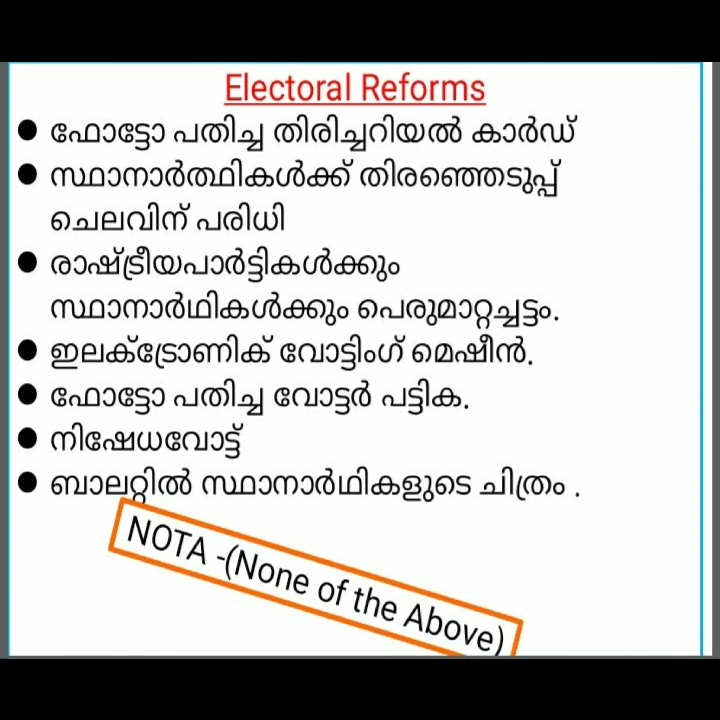 Electoral Reforms
● ഫോട്ടോ പതിച്ച തിരിച്ചറിയൽ കാർഡ്
● സ്ഥാനാർത്ഥികൾക്ക് തിരഞ്ഞെടുപ്പ്
ചെലവിന് പരിധി
● രാഷ്ട്രീയപാർട്ടികൾക്കും
സ്ഥാനാർഥികൾക്കും പെരുമാറ്റച്ചട്ടം.
● ഇലക്ട്രോണിക് വോട്ടിംഗ് മെഷീൻ.
● ഫോട്ടോ പതിച്ച വോട്ടർ പട്ടിക.
● നിഷേധവോട്ട്
● ബാലറ്റിൽ സ്ഥാനാർഥികളുടെ ചിത്രം .
NOTA -(None of the Above)